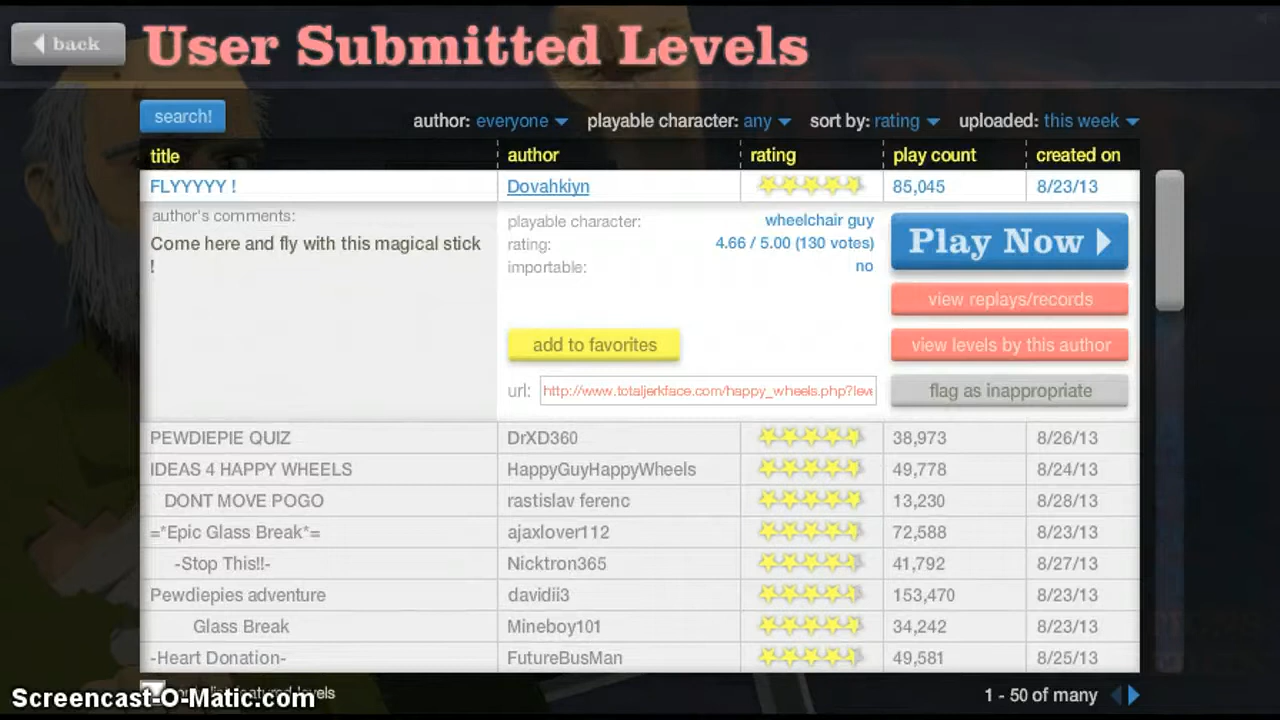 back
User Submitted Levels
search!
author: everyone
playable character: any
sort by: rating
uploaded: this week
title
author
rating
play count
created on
FLYYYYY !
Dovahkiyn
85,045
8/23/13
author's comments:
Come here and fly with this magical stick
!
playable character:
wheelchair guy
rating:
4.66 / 5.00 (130 votes)
importable:
no
Play Now
view replays/records
add to favorites
view levels by this author
url:
http://www.totaljerkface.com/happy_wheels.php?leve
flag as inappropriate
PEWDIEPIE QUIZ
DrXD360
38,973
8/26/13
IDEAS 4 HAPPY WHEELS
HappyGuyHappyWheels
49,778
8/24/13
DONT MOVE POGO
rastislav ferenc
13,230
8/28/13
=*Epic Glass Break*=
ajaxlover112
72,588
8/23/13
-Stop This!!-
Nicktron365
41,792
8/27/13
Pewdiepies adventure
davidii3
153,470
8/23/13
Glass Break
Mineboy101
34,242
8/23/13
-Heart Donation-
FutureBusMan
49,581
8/25/13
levels
Screencast-O-Matic.com
1 - 50 of many